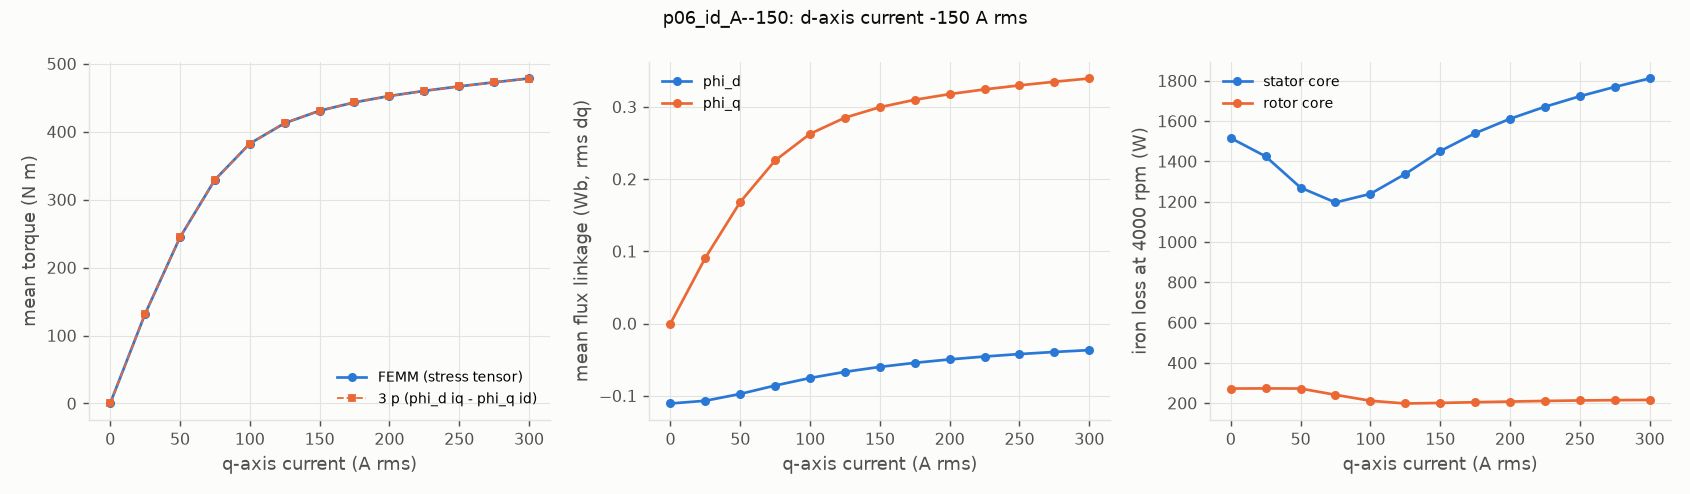 p06_id_A--150: d-axis current -150 A rms
mean torque (N m)
500
400
300
200
100
0
FEMM (stress tensor)
3 p (phi_d iq - phi_q id)
0 50 100 150 200 250 300
q-axis current (A rms)
mean flux linkage (Wb, rms dq)
phi_d
phi_q
0.3
0.2
0.1
0.0
−0.1
0 50 100 150 200 250 300
q-axis current (A rms)
iron loss at 4000 rpm (W)
stator core
rotor core
1800
1600
1400
1200
1000
800
600
400
200
0 50 100 150 200 250 300
q-axis current (A rms)